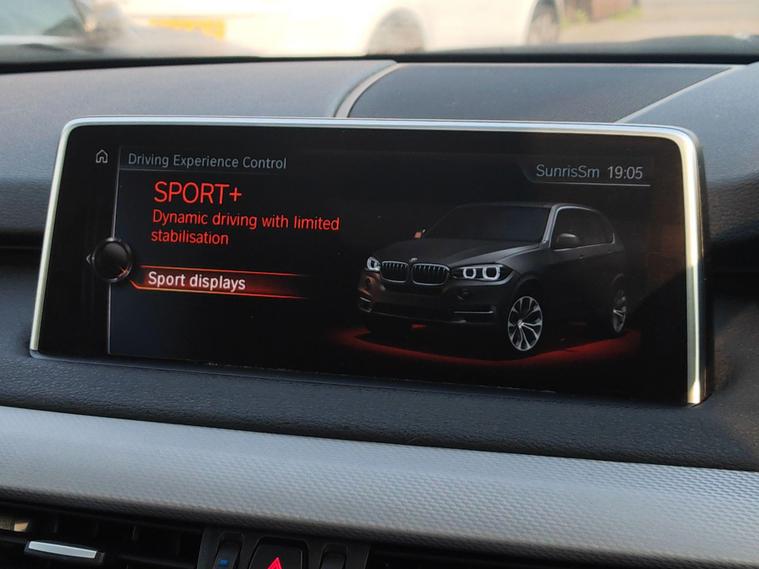 Driving Experience Control
SunrisSm 19:05
SPORT+
Dynamic driving with limited
stabilisation
Sport displays